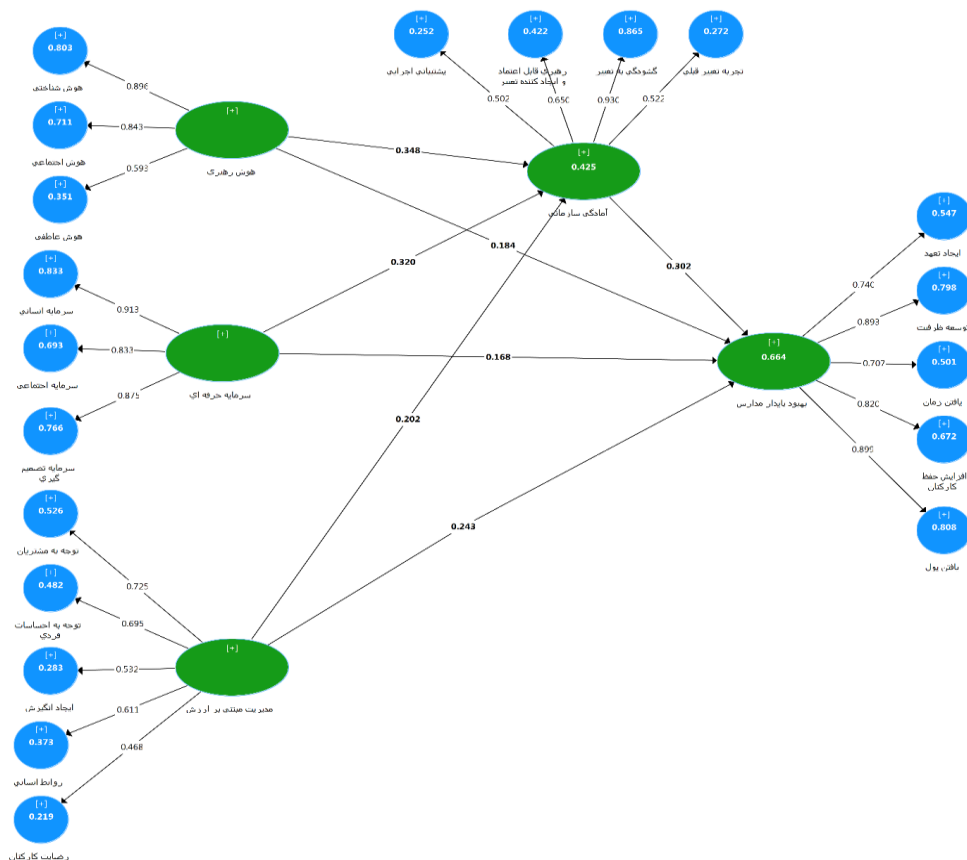 [+]
0.803
هوش شناختی
[+]
0.711
هوش اجتماعی
[+]
0.351
هوش عاطفی
[+]
0.833
سرمایه انسانی
[+]
0.693
سرمایه اجتماعی
[+]
0.766
سرمایه تصمیم
گیری
[+]
0.526
توجه به مشتریان
[+]
0.482
توجه به احساسات
فردی
[+]
0.283
ایجاد انگیزش
[+]
0.373
روابط انسانی
[+]
0.219
رضایت کارکنان
0.896
0.843
0.593
0.913
0.833
0.875
0.725
0.695
0.532
0.611
0.468
[+]
هوش رهبری
[+]
سرمایه حرفه ای
[+]
مدیریت مبتنی بر ارزش
0.348
0.184
0.320
0.168
0.202
0.243
0.302
[+]
0.252
پشتیبانی اجرایی
[+]
0.422
رهبری قابل اعتماد
و ایجاد کننده تغییر
[+]
0.865
گشودگی به تغییر
[+]
0.272
تجربه تغییر قبلی
0.502
0.650
0.930
0.522
[+]
0.425
آمادگی سازمانی
[+]
0.664
بهبود پایدار مدارس
0.740
0.893
0.707
0.820
0.899
[+]
0.547
ایجاد تعهد
[+]
0.798
توسعه ظرفیت
[+]
0.501
یافتن زمان
[+]
0.672
افزایش حفظ
کارکنان
[+]
0.808
یافتن پول